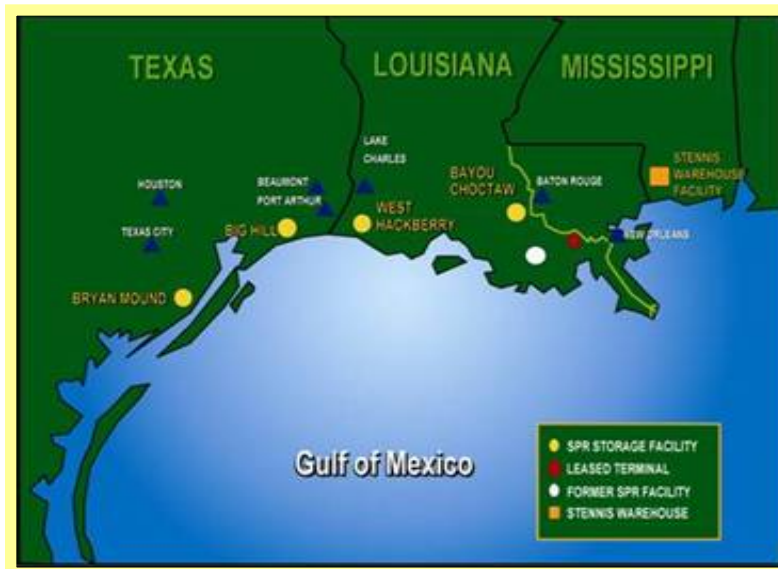 TEXAS
LOUISIANA
MISSISSIPPI
LAKE
CHARLES
HOUSTON
BEAUMONT
PORT ARTHUR
TEXAS CITY
BIG HILL
WEST
HACKBERRY
BAYOU
CHOCTAW
BATON ROUGE
STENNIS
WAREHOUSE
FACILITY
NEW ORLEANS
BRYAN MOUND
Gulf of Mexico
SPR STORAGE FACILITY
LEASED TERMINAL
FORMER SPR FACILITY
STENNIS WAREHOUSE